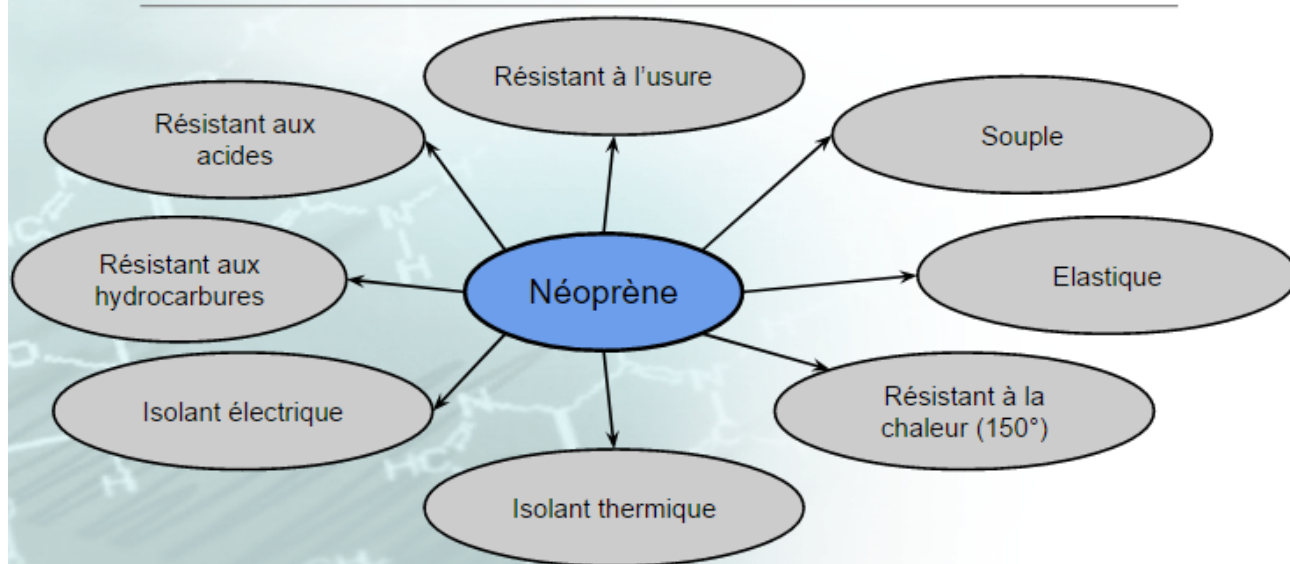 Résistant à l'usure
Résistant aux
acides
Souple
Résistant aux
hydrocarbures
Néoprène
Elastique
Isolant électrique
Résistant à la
chaleur (150°)
Isolant thermique